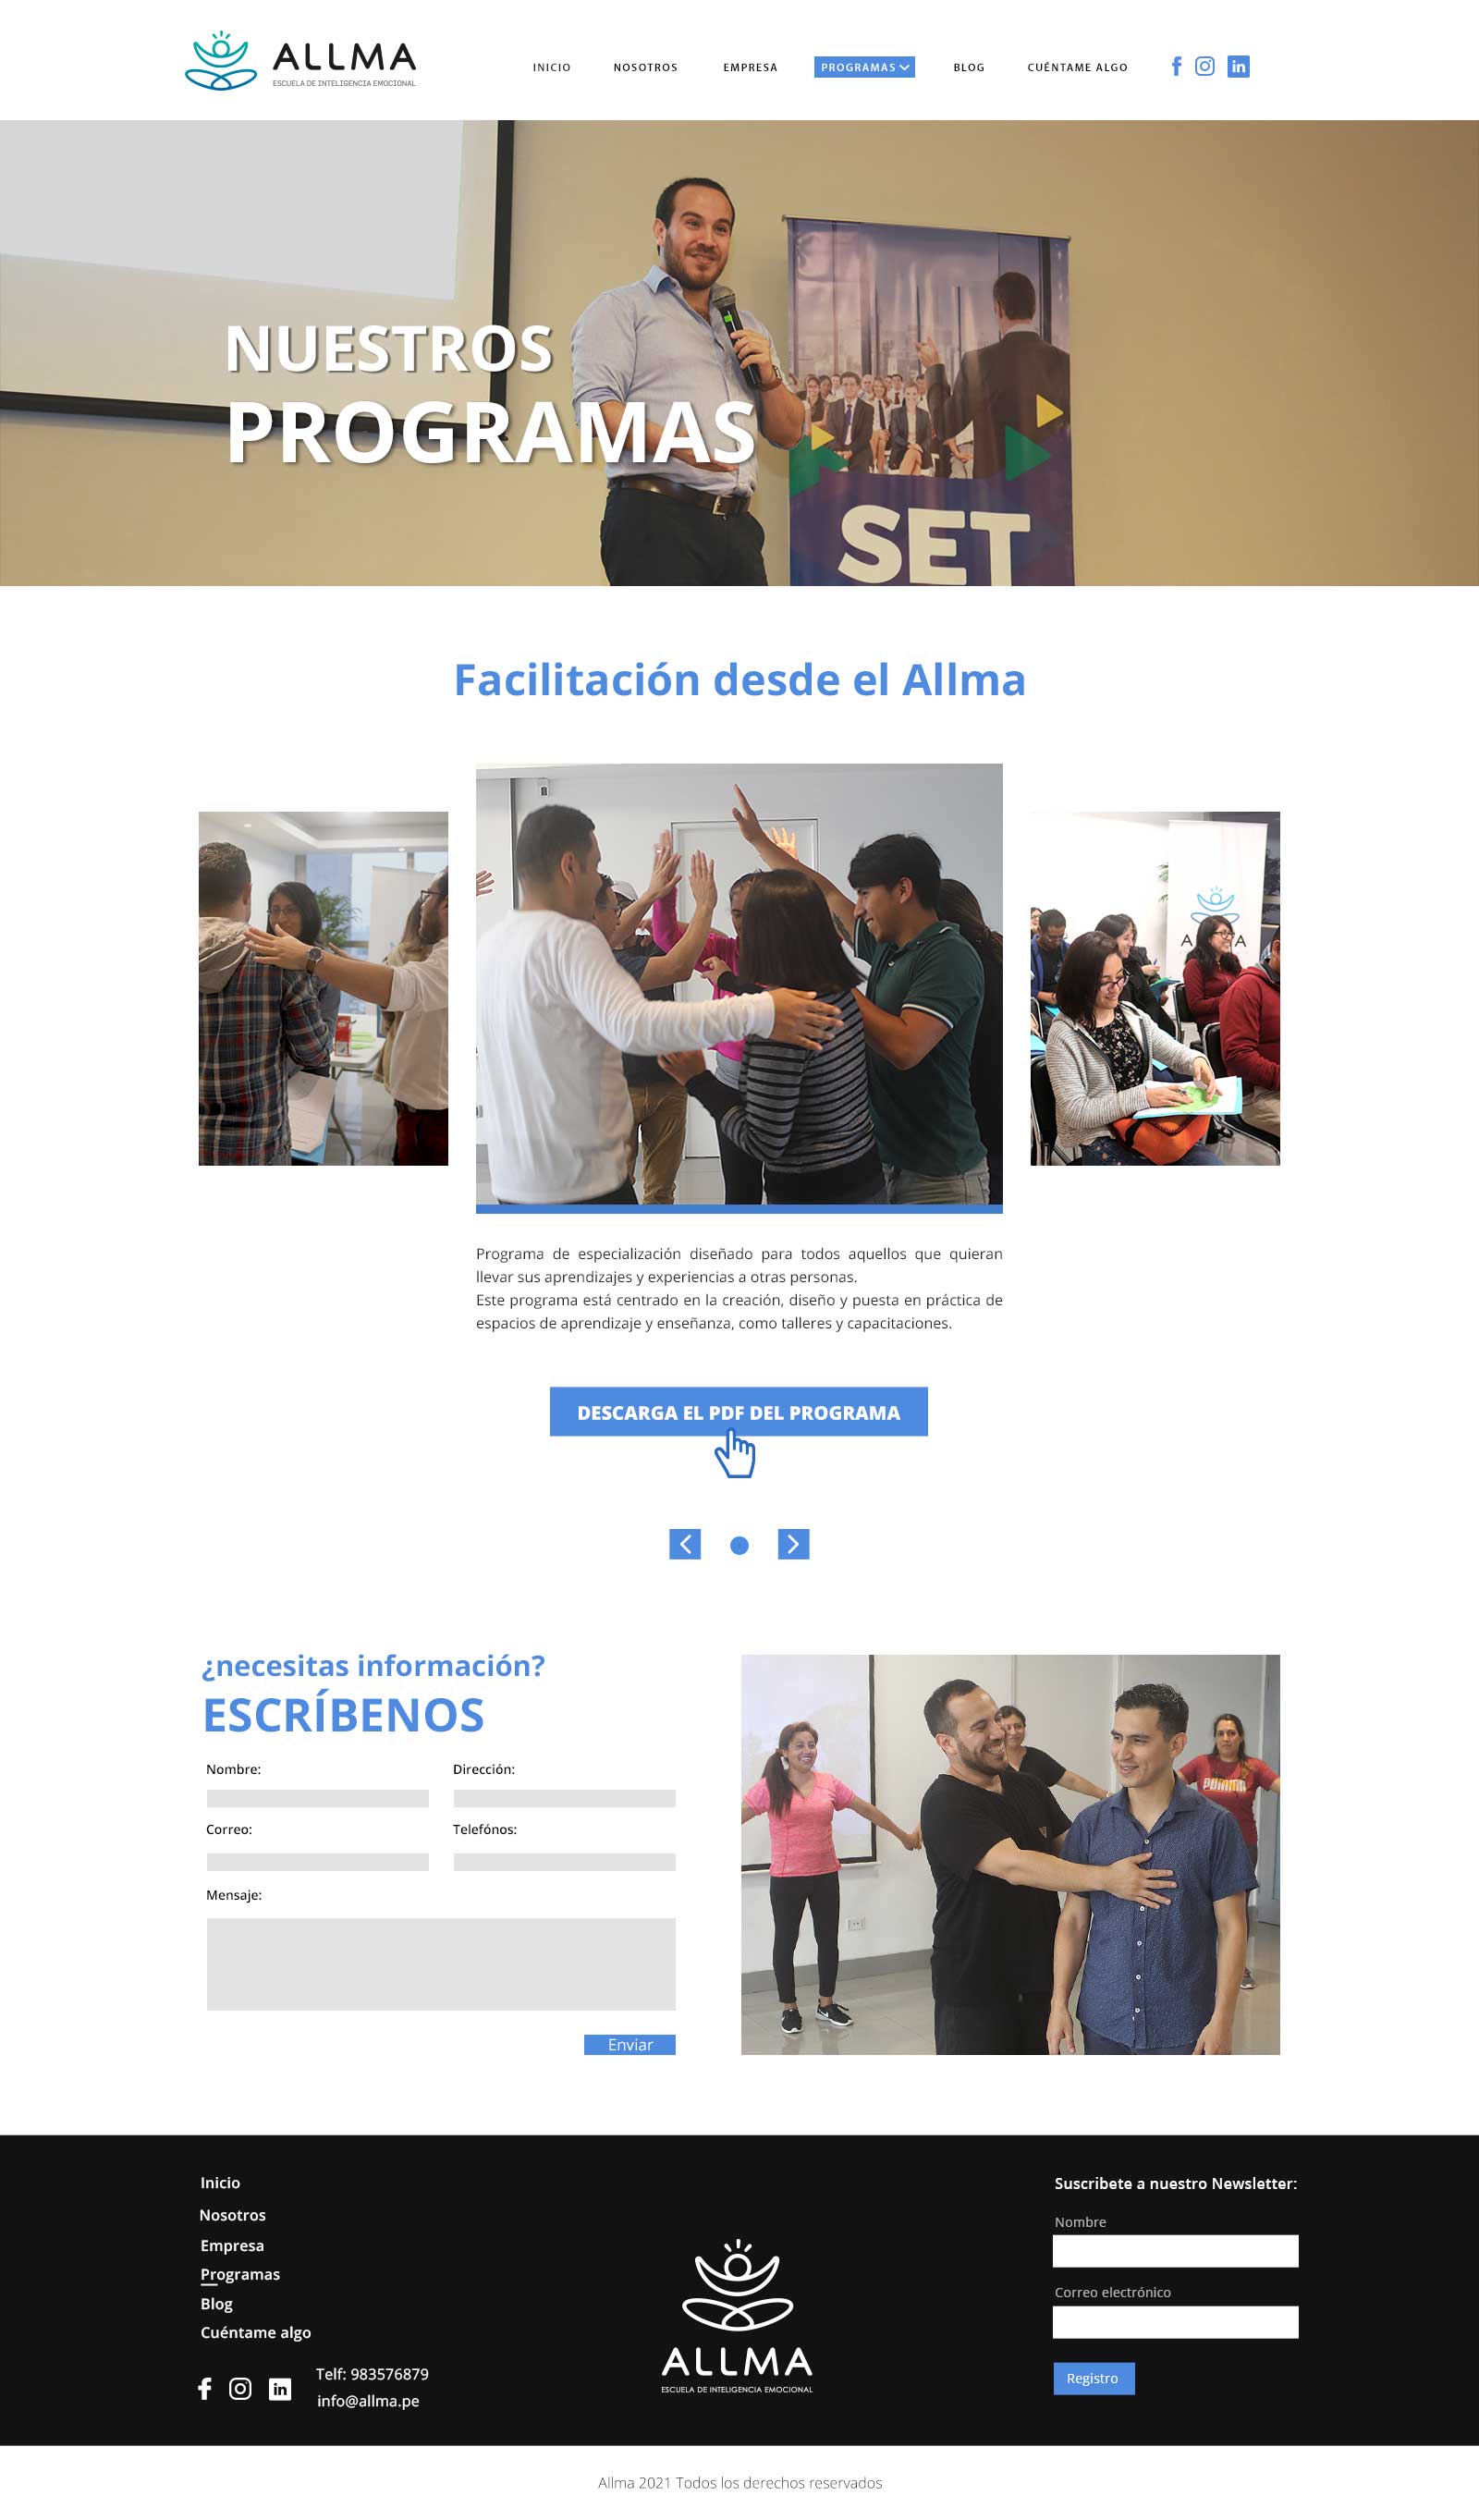 ALLMA
ESCUELA DE INTELIGENCIA EMOCIONAL
INICIO
NOSOTROS
EMPRESA
PROGRAMAS
BLOG
CUÉNTAME ALGO
NUESTROS
PROGRAMAS
SET
Facilitación desde el Allma
Programa de especialización diseñado para todos aquellos que quieran
llevar sus aprendizajes y experiencias a otras personas.
Este programa está centrado en la creación, diseño y puesta en práctica de
espacios de aprendizaje y enseñanza, como talleres y capacitaciones.
DESCARGA EL PDF DEL PROGRAMA
¿necesitas información?
ESCRÍBENOS
Nombre:
Dirección:
Correo:
Telefónos:
Mensaje:
Enviar
Inicio
Nosotros
Empresa
Programas
Blog
Cuéntame algo
Telf: 983576879
info@allma.pe
ALLMA
ESCUELA DE INTELIGENCIA EMOCIONAL
Suscribete a nuestro Newsletter:
Nombre
Correo electrónico
Registro
Allma 2021 Todos los derechos reservados